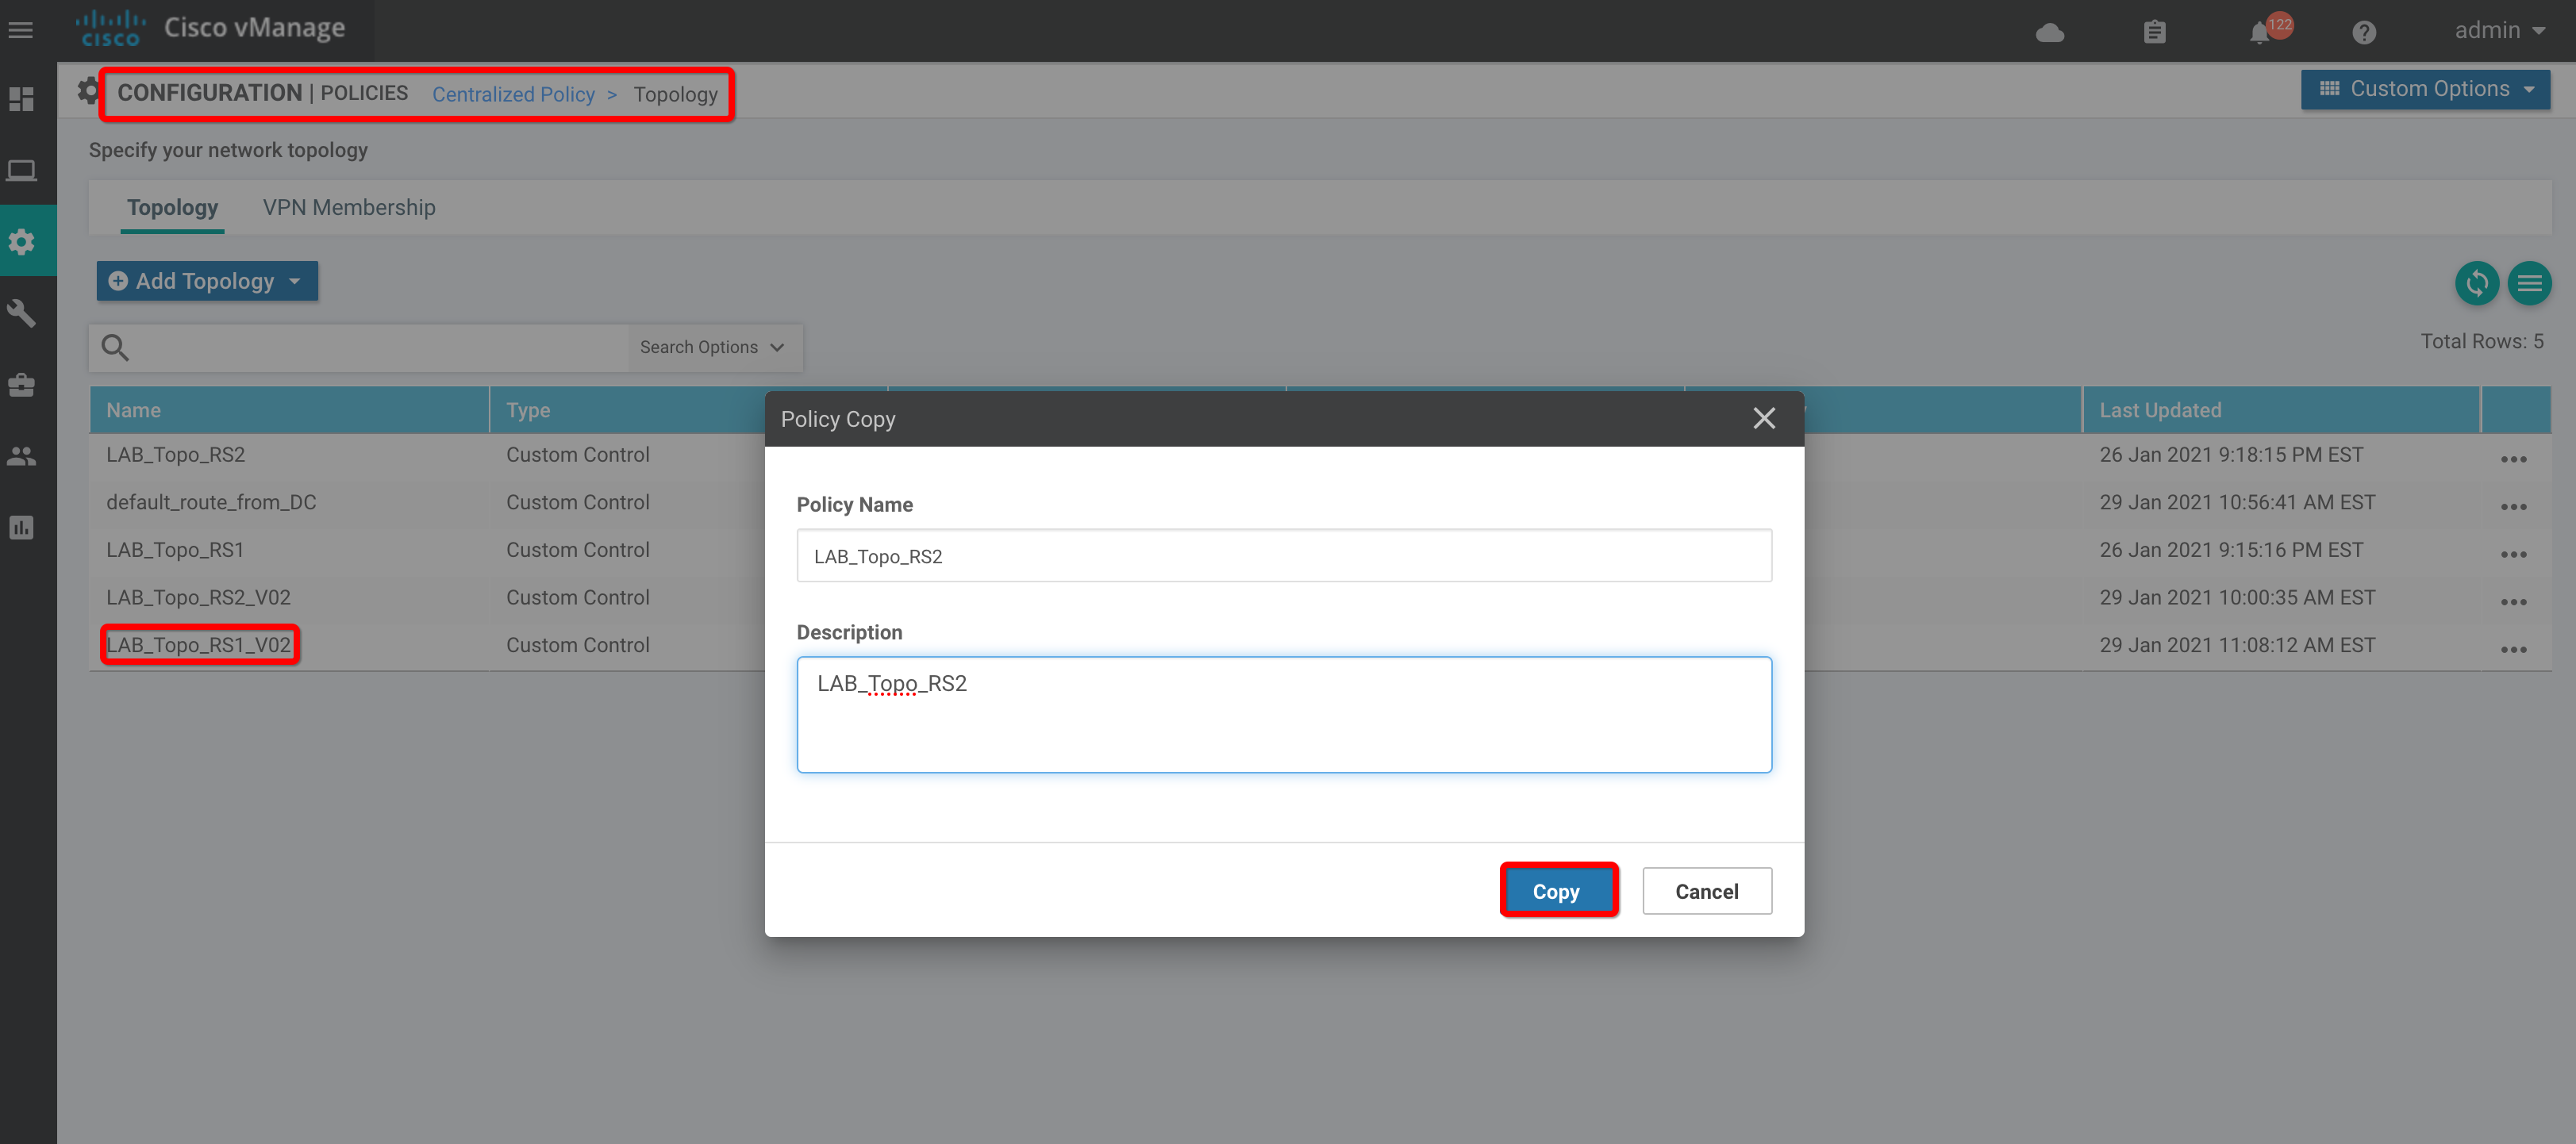 cisco Cisco vManage 122 admin
CONFIGURATION | POLICIES Centralized Policy > Topology Custom Options
Specify your network topology
Topology VPN Membership
Add Topology
Search Options Total Rows: 5
Name Type Last Updated
LAB_Topo_RS2 Custom Control 26 Jan 2021 9:18:15 PM EST
default_route_from_DC Custom Control 29 Jan 2021 10:56:41 AM EST
LAB_Topo_RS1 Custom Control 26 Jan 2021 9:15:16 PM EST
LAB_Topo_RS2_V02 Custom Control 29 Jan 2021 10:00:35 AM EST
LAB_Topo_RS1_V02 Custom Control 29 Jan 2021 11:08:12 AM EST
Policy Copy
Policy Name
LAB_Topo_RS2
Description
LAB_Topo_RS2
Copy Cancel